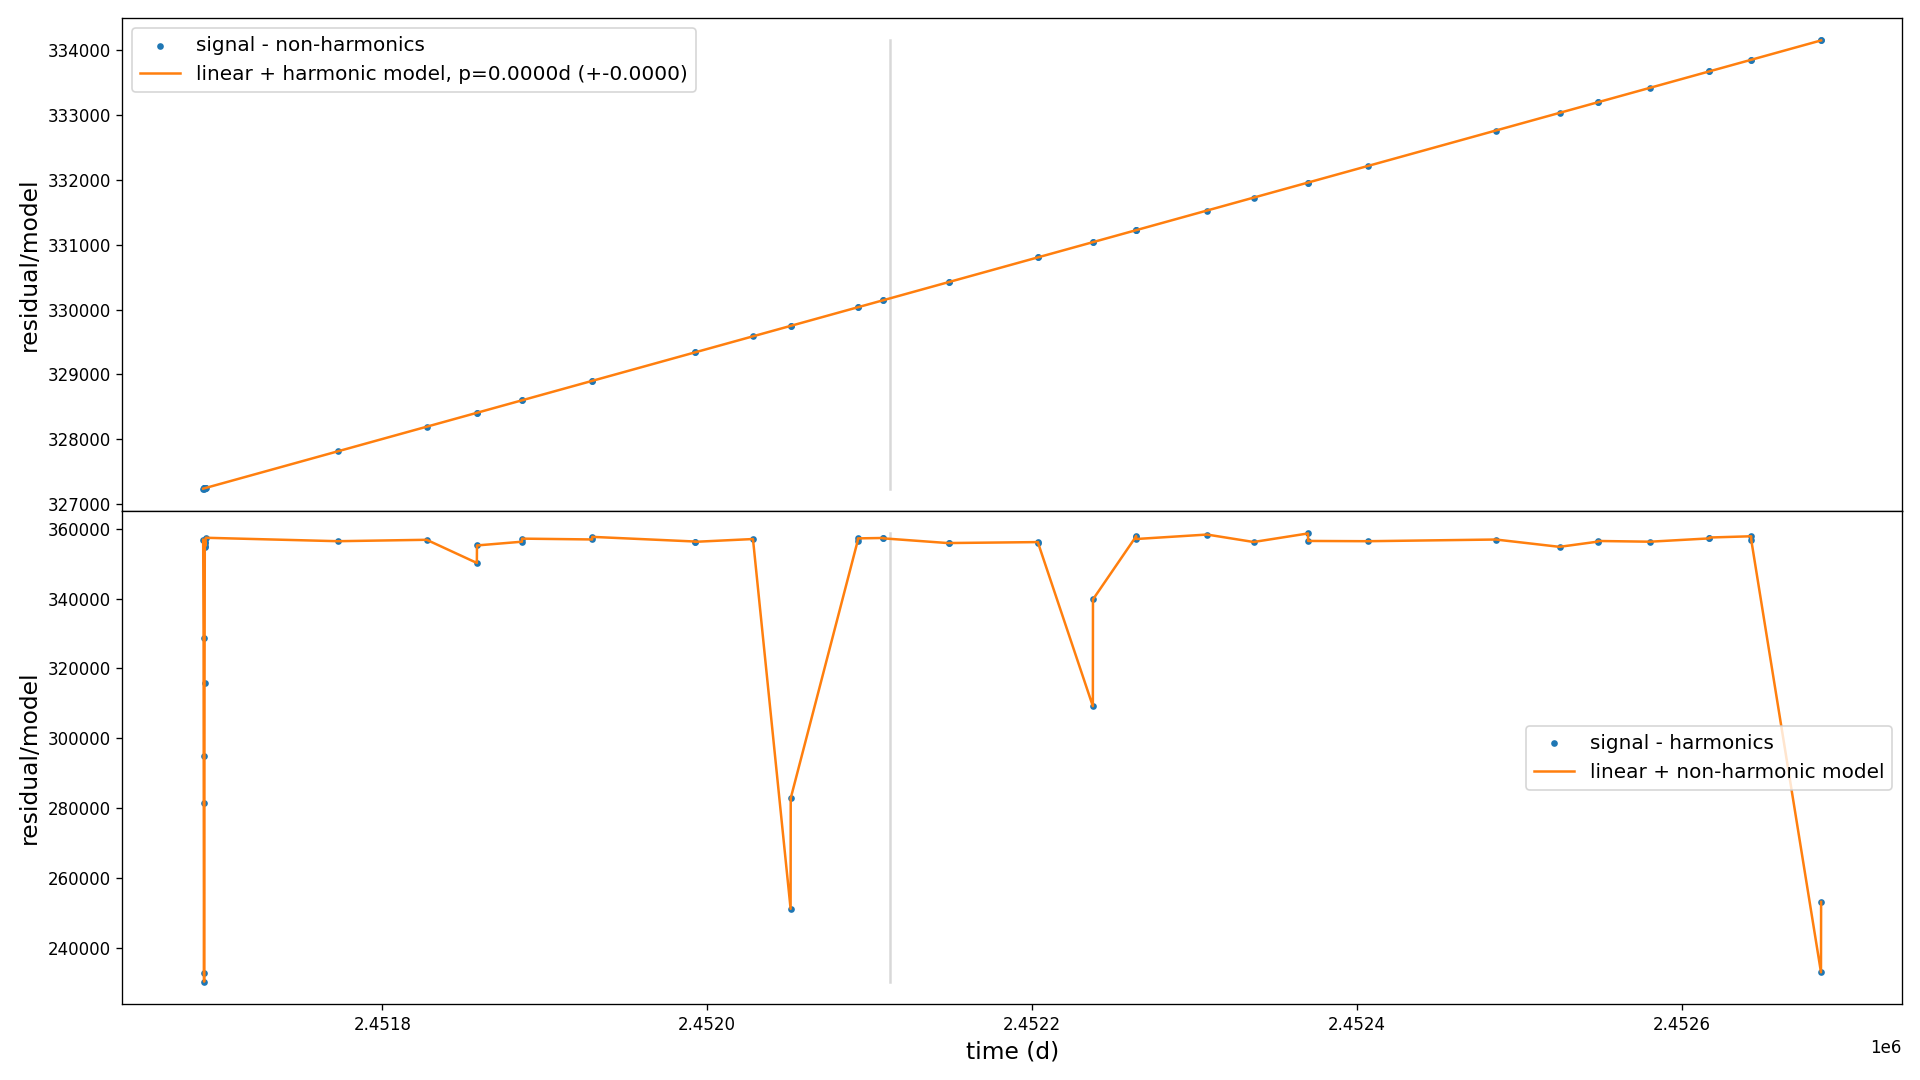 signal - non-harmonics
linear + harmonic model, p=0.0000d (+-0.0000)
residual/model
334000
333000
332000
331000
330000
329000
328000
327000
residual/model
360000
340000
320000
300000
280000
260000
240000
signal - harmonics
linear + non-harmonic model
2.4518 2.4520 2.4522 2.4524 2.4526
1e6
time (d)